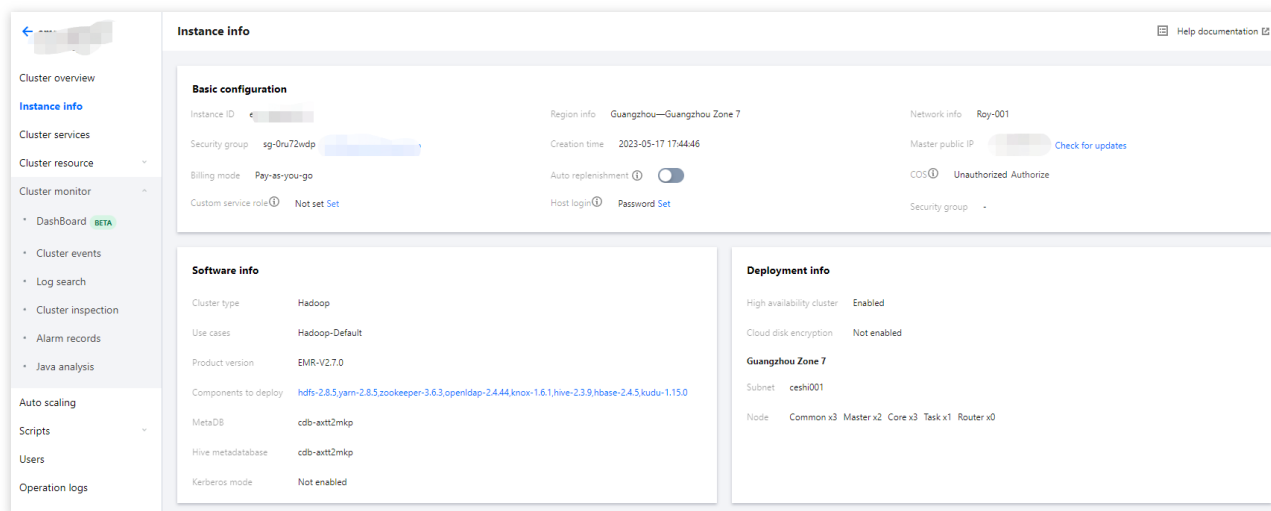 Instance info
Help documentation
Cluster overview
Instance info
Cluster services
Cluster resource
Cluster monitor
DashBoard BETA
Cluster events
Log search
Cluster inspection
Alarm records
Java analysis
Auto scaling
Scripts
Users
Operation logs
Basic configuration
Instance ID
Region info Guangzhou—Guangzhou Zone 7
Network info Roy-001
Security group sg-0ru72wdp
Creation time 2023-05-17 17:44:46
Master public IP Check for updates
Billing mode Pay-as-you-go
Auto replenishment
COS Unauthorized Authorize
Custom service role Not set Set
Host login Password Set
Security group -
Software info
Cluster type Hadoop
Use cases Hadoop-Default
Product version EMR-V2.7.0
Components to deploy hdfs-2.8.5,yarn-2.8.5,zookeeper-3.6.3,openldap-2.4.44,knox-1.6.1,hive-2.3.9,hbase-2.4.5,kudu-1.15.0
MetaDB cdb-axtt2mkp
Hive metadatabase cdb-axtt2mkp
Kerberos mode Not enabled
Deployment info
High availability cluster Enabled
Cloud disk encryption Not enabled
Guangzhou Zone 7
Subnet ceshi001
Node Common x3 Master x2 Core x3 Task x1 Router x0